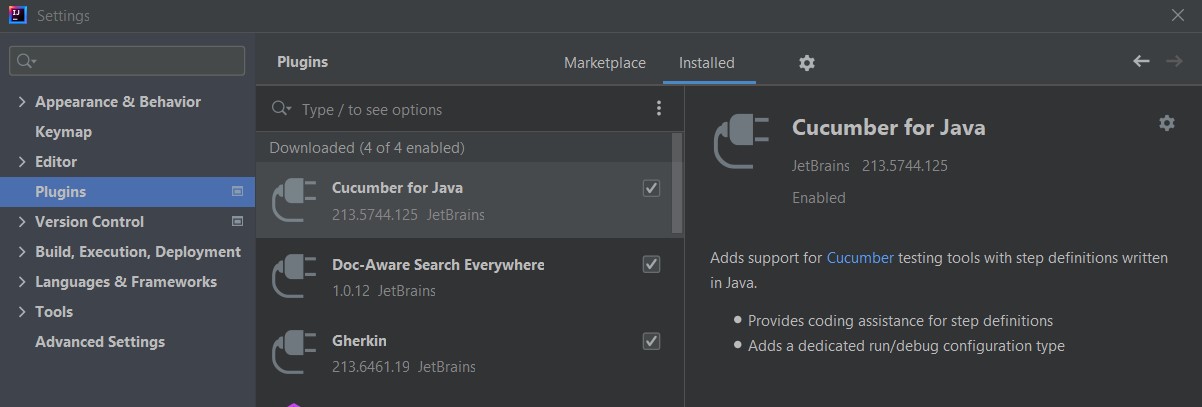 Settings
Appearance & Behavior
Keymap
Editor
Plugins
Version Control
Build, Execution, Deployment
Languages & Frameworks
Tools
Advanced Settings
Plugins
Marketplace
Installed
Type / to see options
Downloaded (4 of 4 enabled)
Cucumber for Java
213.5744.125 JetBrains
Doc-Aware Search Everywhere
1.0.12 JetBrains
Gherkin
213.6461.19 JetBrains
Cucumber for Java
JetBrains 213.5744.125
Enabled
Adds support for Cucumber testing tools with step definitions written
in Java.
• Provides coding assistance for step definitions
• Adds a dedicated run/debug configuration type